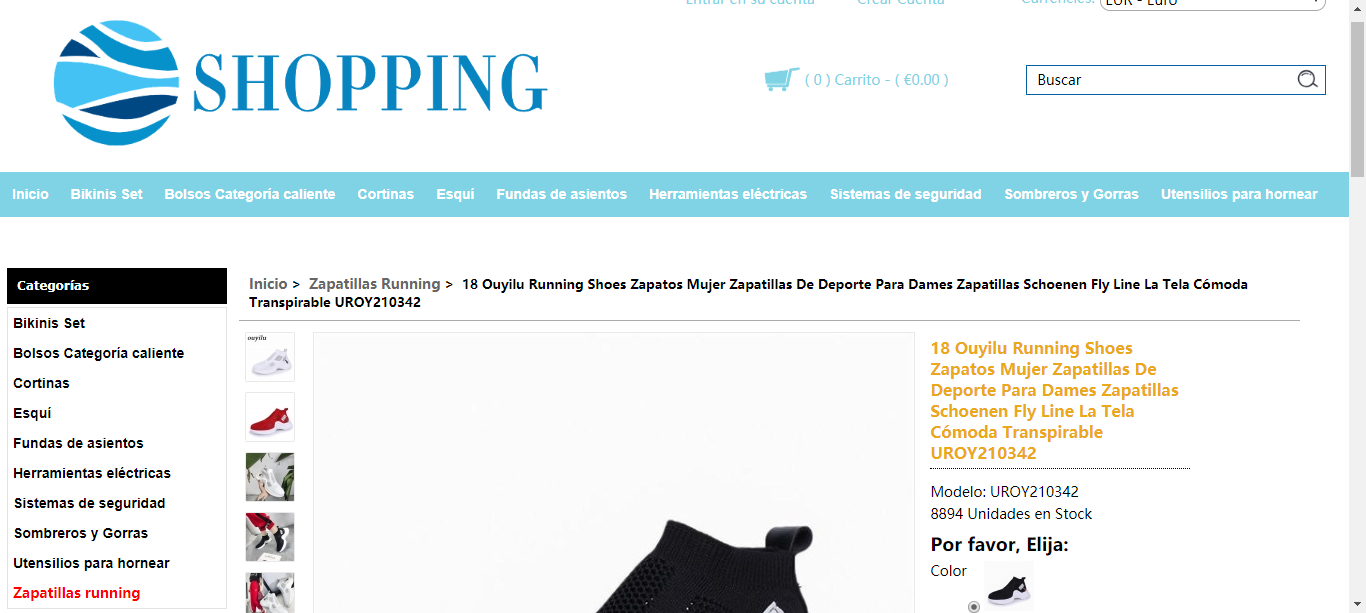 Entrar en su cuenta Crear Cuenta Currencies: EUR - Euro
SHOPPING
( 0 ) Carrito - ( €0.00 )
Buscar
Inicio Bikinis Set Bolsos Categoría caliente Cortinas Esquí Fundas de asientos Herramientas eléctricas Sistemas de seguridad Sombreros y Gorras Utensilios para hornear
Categorías
Bikinis Set
Bolsos Categoría caliente
Cortinas
Esquí
Fundas de asientos
Herramientas eléctricas
Sistemas de seguridad
Sombreros y Gorras
Utensilios para hornear
Zapatillas running
Inicio > Zapatillas Running > 18 Ouyilu Running Shoes Zapatos Mujer Zapatillas De Deporte Para Dames Zapatillas Schoenen Fly Line La Tela Cómoda
Transpirable UROY210342
ouyilu
18 Ouyilu Running Shoes
Zapatos Mujer Zapatillas De
Deporte Para Dames Zapatillas
Schoenen Fly Line La Tela
Cómoda Transpirable
UROY210342
Modelo: UROY210342
8894 Unidades en Stock
Por favor, Elija:
Color